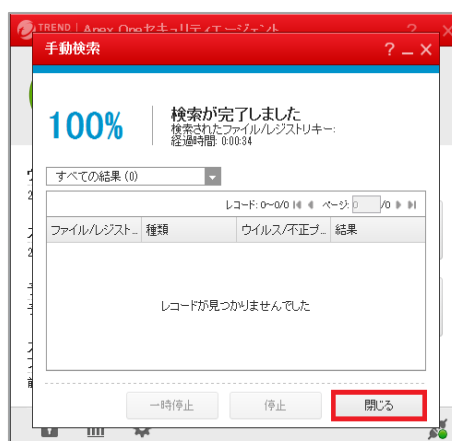 TREND | Apex Oneセキュリティエージェント ?
手動検索 ?
100%
検索が完了しました
検索されたファイル/レジストリキー:
経過時間: 0:00:34
すべての結果 (0)
レコード: 0~0/0 ページ: 0 /0
ファイル/レジスト... 種類 ウイルス/不正プ... 結果
レコードが見つかりませんでした
一時停止 停止 閉じる